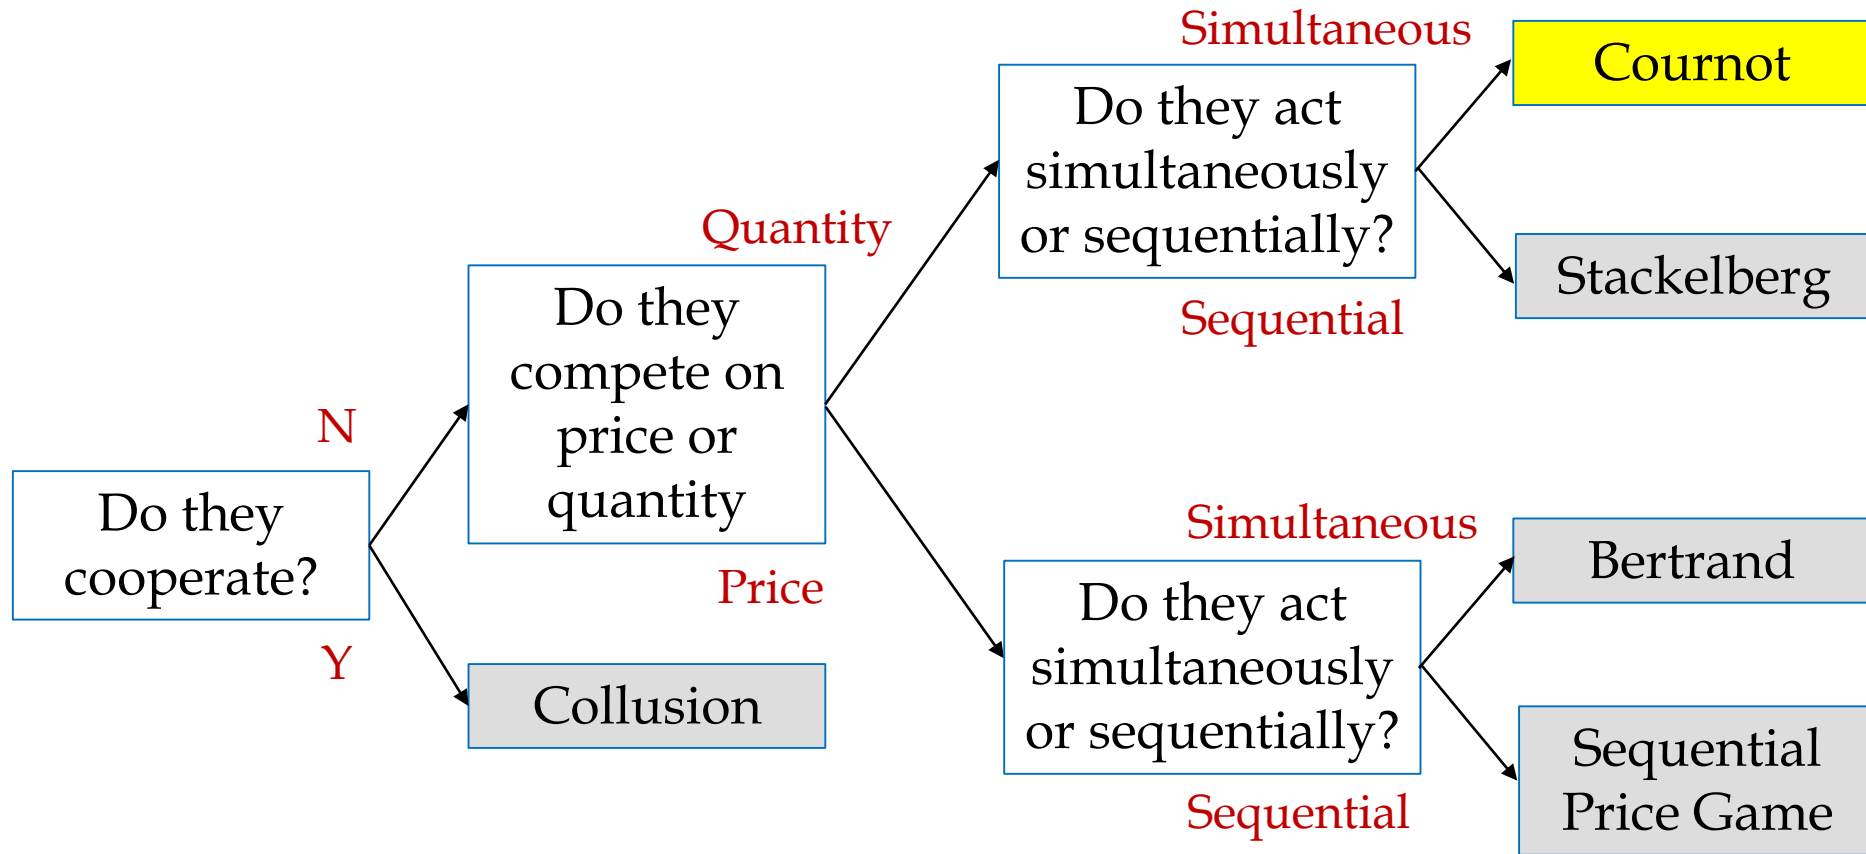 Do they
cooperate?
N
Y
Do they
compete on
price or
quantity
Collusion
Quantity
Price
Do they act
simultaneously
or sequentially?
Simultaneous
Sequential
Cournot
Stackelberg
Do they act
simultaneously
or sequentially?
Simultaneous
Sequential
Bertrand
Sequential
Price Game